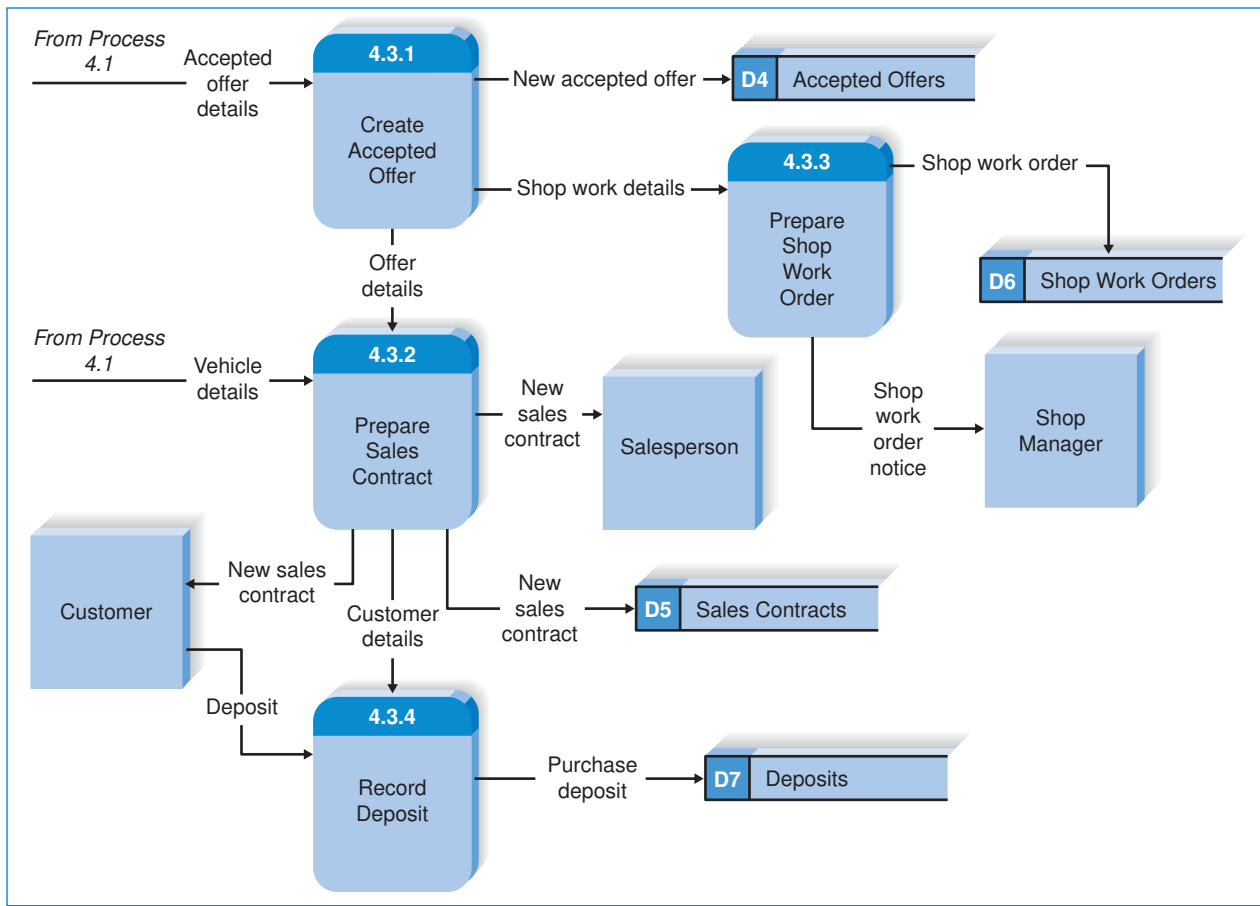 From Process
4.1
Accepted
offer
details
4.3.1
Create
Accepted
Offer
New accepted offer
D4
Accepted Offers
Shop work details
4.3.3
Prepare
Shop
Work
Order
Shop work order
D6
Shop Work Orders
Offer
details
From Process
4.1
Vehicle
details
4.3.2
Prepare
Sales
Contract
New
sales
contract
Salesperson
Shop
work
order
notice
Shop
Manager
Customer
New sales
contract
Customer
details
New
sales
contract
D5
Sales Contracts
Deposit
4.3.4
Record
Deposit
Purchase
deposit
D7
Deposits